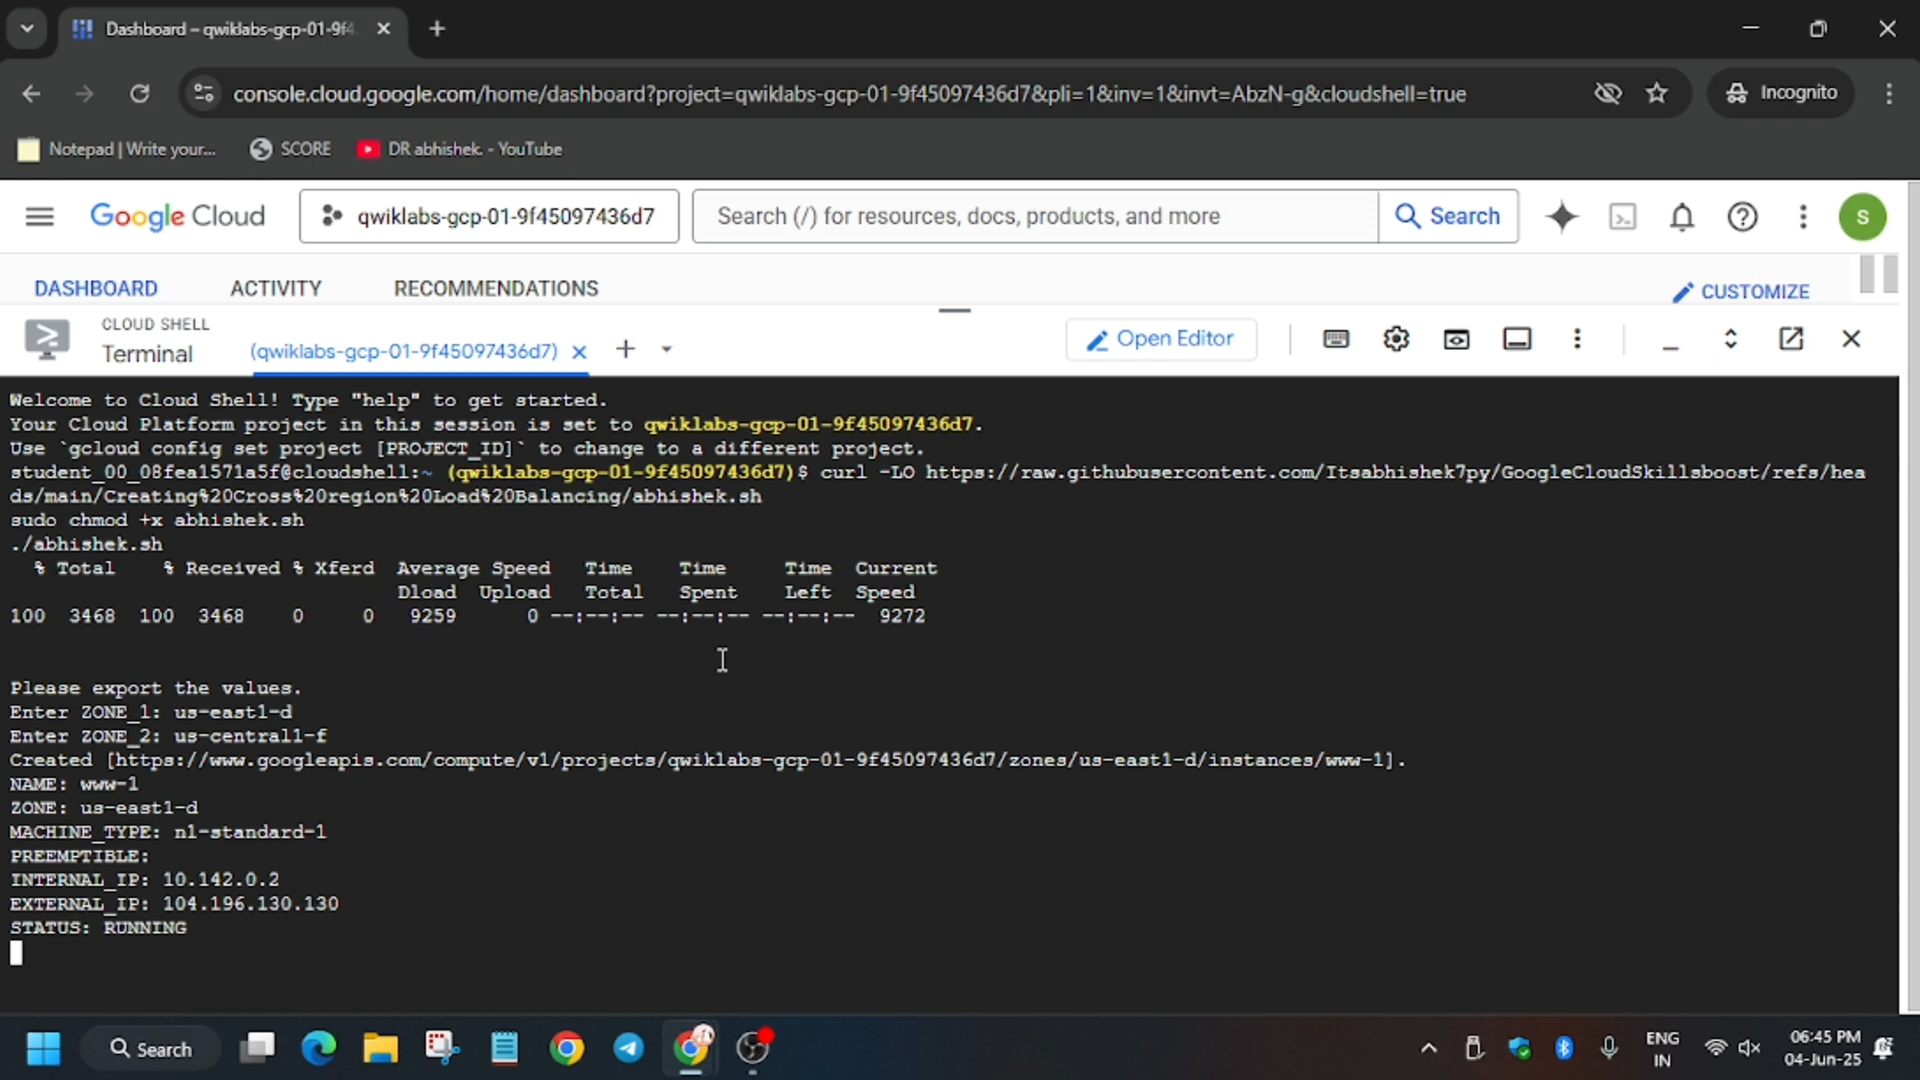 Dashboard – qwiklabs-gcp-01-9f4
console.cloud.google.com/home/dashboard?project=qwiklabs-gcp-01-9f45097436d7&pli=1&inv=1&invt=AbzN-g&cloudshell=true
Incognito
Notepad | Write your...
SCORE
DR abhishek. - YouTube
Google Cloud
qwiklabs-gcp-01-9f45097436d7
Search (/) for resources, docs, products, and more
Search
S
DASHBOARD
ACTIVITY
RECOMMENDATIONS
CUSTOMIZE
CLOUD SHELL
Terminal
(qwiklabs-gcp-01-9f45097436d7)
Open Editor
Welcome to Cloud Shell! Type "help" to get started.
Your Cloud Platform project in this session is set to qwiklabs-gcp-01-9f45097436d7.
Use `gcloud config set project [PROJECT_ID]` to change to a different project.
student_00_08fea1571a5f@cloudshell:~ (qwiklabs-gcp-01-9f45097436d7)$ curl -LO https://raw.githubusercontent.com/Itsabhishek7py/GoogleCloudSkillsboost/refs/hea
ds/main/Creating%20Cross%20region%20Load%20Balancing/abhishek.sh
sudo chmod +x abhishek.sh
./abhishek.sh
% Total % Received % Xferd Average Speed Time Time Time Current
Dload Upload Total Spent Left Speed
100 3468 100 3468 0 0 9259 0 --:--:-- --:--:-- --:--:-- 9272
Please export the values.
Enter ZONE_1: us-east1-d
Enter ZONE_2: us-central1-f
Created [https://www.googleapis.com/compute/v1/projects/qwiklabs-gcp-01-9f45097436d7/zones/us-east1-d/instances/www-1].
NAME: www-1
ZONE: us-east1-d
MACHINE_TYPE: n1-standard-1
PREEMPTIBLE:
INTERNAL_IP: 10.142.0.2
EXTERNAL_IP: 104.196.130.130
STATUS: RUNNING
Search
ENG
IN
06:45 PM
04-Jun-25